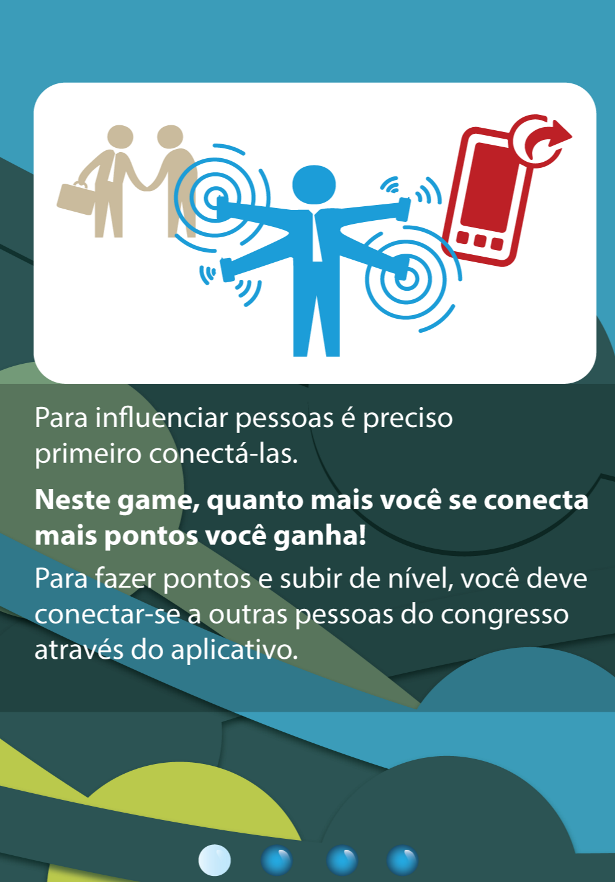 Para influenciar pessoas é preciso
primeiro conectá-las.
Neste game, quanto mais você se conecta
mais pontos você ganha!
Para fazer pontos e subir de nível, você deve
conectar-se a outras pessoas do congresso
através do aplicativo.